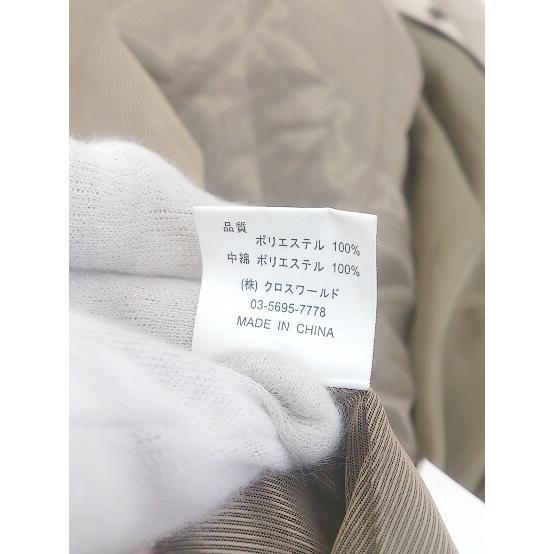 品質
ポリエステル 100%
中綿 ポリエステル 100%
(株) クロスワールド
03-5695-7778
MADE IN CHINA